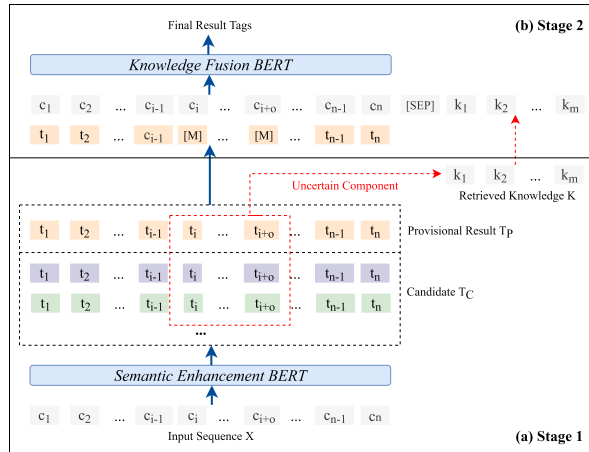 Final Result Tags
(b) Stage 2
Knowledge Fusion BERT
c1 c2 ... ci-1 ci ... ci+o ... cn-1 cn [SEP] k1 k2 ... km
t1 t2 ... ci-1 [M] ... [M] ... tn-1 tn
k1 k2 ... km
Uncertain Component
Retrieved Knowledge K
t1 t2 ... ti-1 ti ... ti+o ... tn-1 tn
Provisional Result TP
t1 t2 ... ti-1 ti ... ti+o ... tn-1 tn
Candidate TC
t1 t2 ... ti-1 ti ... ti+o ... tn-1 tn
...
Semantic Enhancement BERT
c1 c2 ... ci-1 ci ... ci+o ... cn-1 cn
Input Sequence X
(a) Stage 1